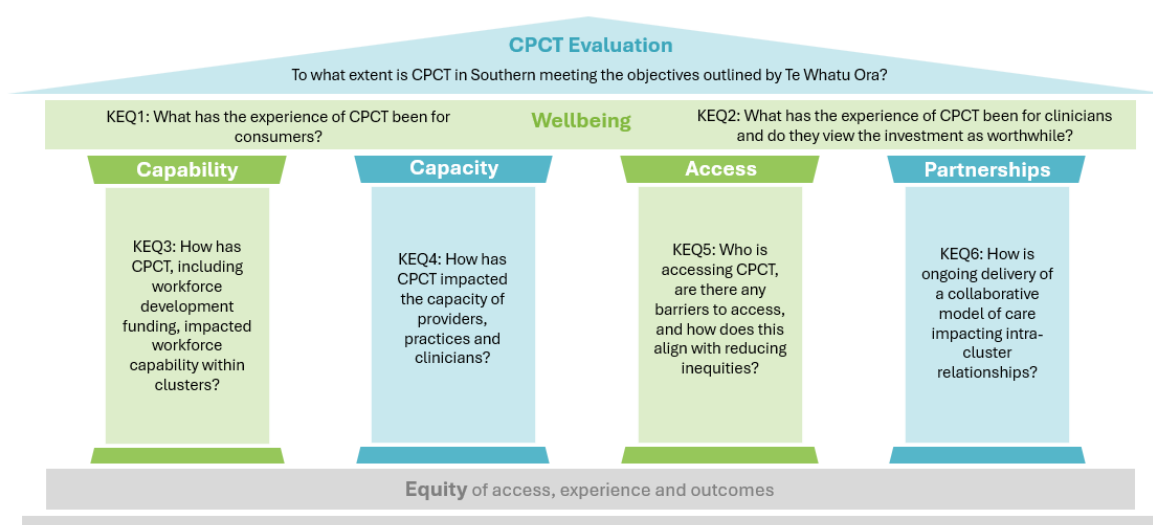 CPCT Evaluation
To what extent is CPCT in Southern meeting the objectives outlined by Te Whatu Ora?
KEQ1: What has the experience of CPCT been for
consumers?
Wellbeing
KEQ2: What has the experience of CPCT been for clinicians
and do they view the investment as worthwhile?
Capability
KEQ3: How has
CPCT, including
workforce
development
funding, impacted
workforce
capability within
clusters?
Capacity
KEQ4: How has
CPCT impacted
the capacity of
providers,
practices and
clinicians?
Access
KEQ5: Who is
accessing CPCT,
are there any
barriers to access,
and how does this
align with reducing
inequities?
Partnerships
KEQ6: How is
ongoing delivery of
a collaborative
model of care
impacting intra-
cluster
relationships?
Equity of access, experience and outcomes